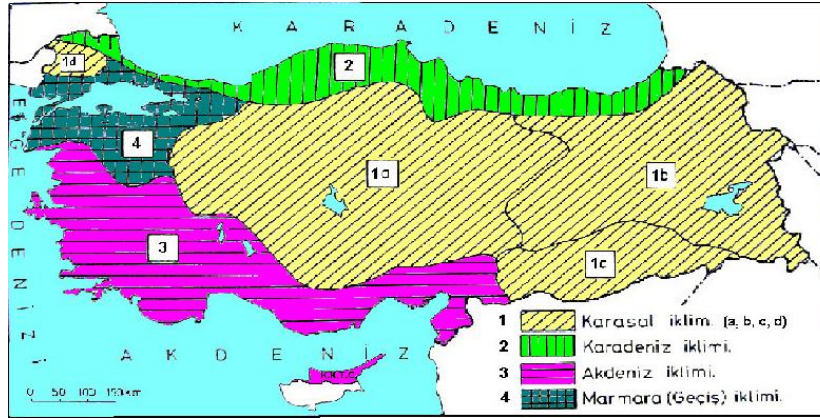 K A R A D E N İ Z
1d
2
E G E D E N İ Z İ
4
1a
1b
3
1c
A K D E N İ Z
1 Karasal iklim. (a, b, c, d)
2 Karadeniz iklimi.
3 Akdeniz iklimi.
4 Marmara (Geçiş) iklimi.
0 50 100 150 km